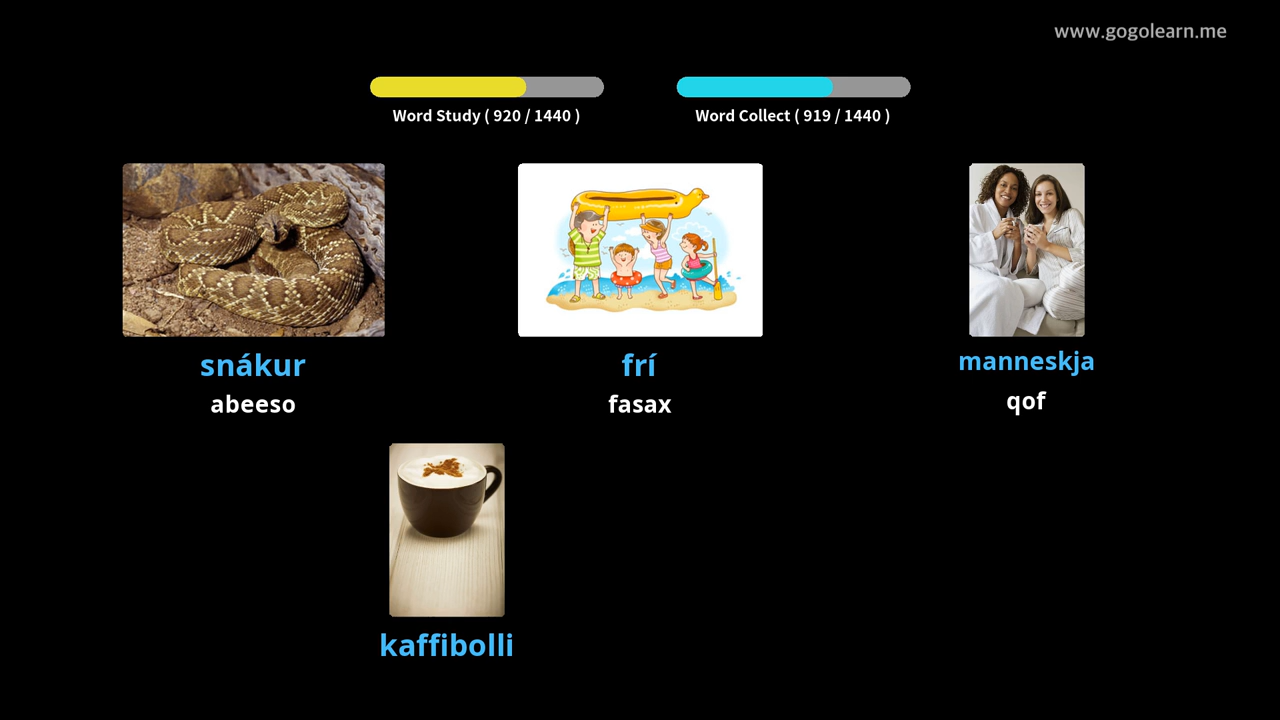 www.gogolearn.me
Word Study ( 920 / 1440 )
Word Collect ( 919 / 1440 )
snákur
abeeso
frí
fasax
manneskja
qof
kaffibolli